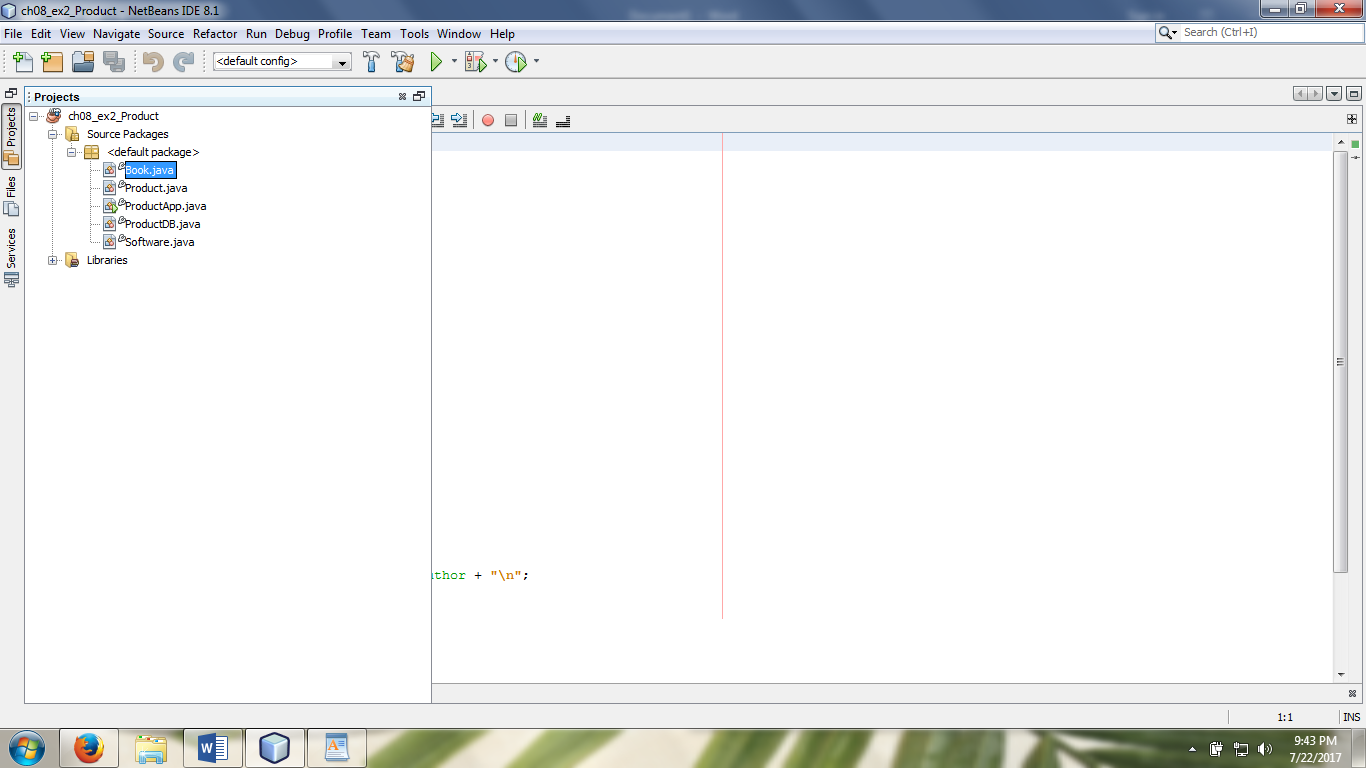 ch08_ex2_Product - NetBeans IDE 8.1
File Edit View Navigate Source Refactor Run Debug Profile Team Tools Window Help
Search (Ctrl+I)
<default config>
Projects
Projects
Files
Services
ch08_ex2_Product
Source Packages
<default package>
Book.java
Product.java
ProductApp.java
ProductDB.java
Software.java
Libraries
thor + "\n";
1:1 INS
9:43 PM
7/22/2017